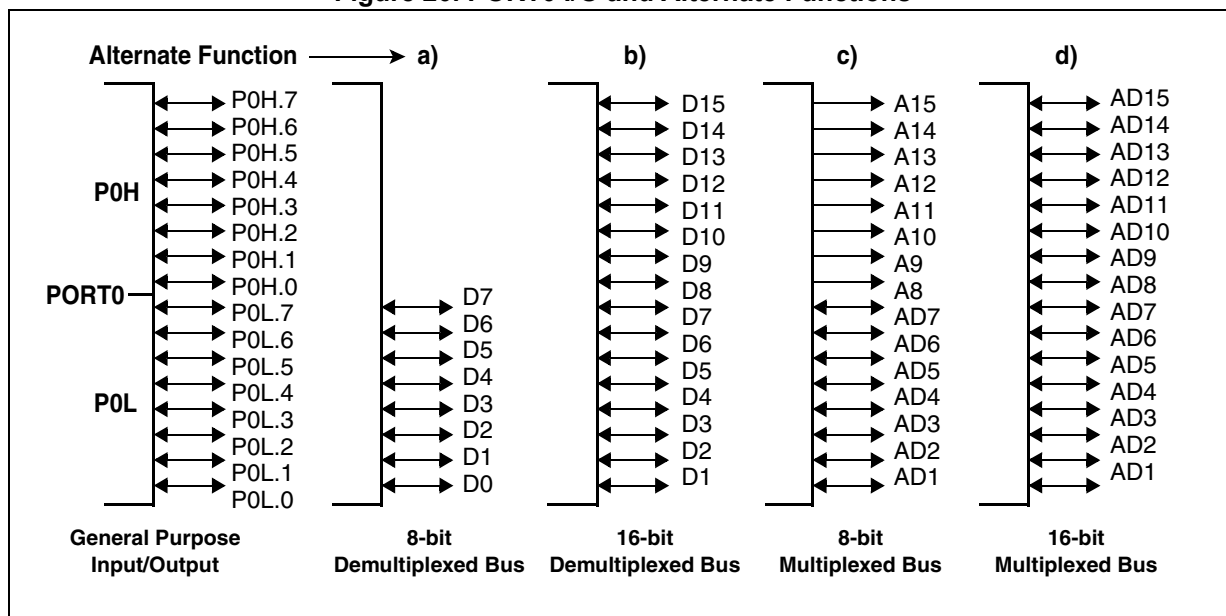 PORT0 I/O and Alternate Functions
Alternate Function
a)
b)
c)
d)
P0H
PORT0
P0L
P0H.7
P0H.6
P0H.5
P0H.4
P0H.3
P0H.2
P0H.1
P0H.0
P0L.7
P0L.6
P0L.5
P0L.4
P0L.3
P0L.2
P0L.1
P0L.0
General Purpose
Input/Output
D7
D6
D5
D4
D3
D2
D1
D0
8-bit
Demultiplexed Bus
D15
D14
D13
D12
D11
D10
D9
D8
D7
D6
D5
D4
D3
D2
D1
16-bit
Demultiplexed Bus
A15
A14
A13
A12
A11
A10
A9
A8
AD7
AD6
AD5
AD4
AD3
AD2
AD1
8-bit
Multiplexed Bus
AD15
AD14
AD13
AD12
AD11
AD10
AD9
AD8
AD7
AD6
AD5
AD4
AD3
AD2
AD1
16-bit
Multiplexed Bus